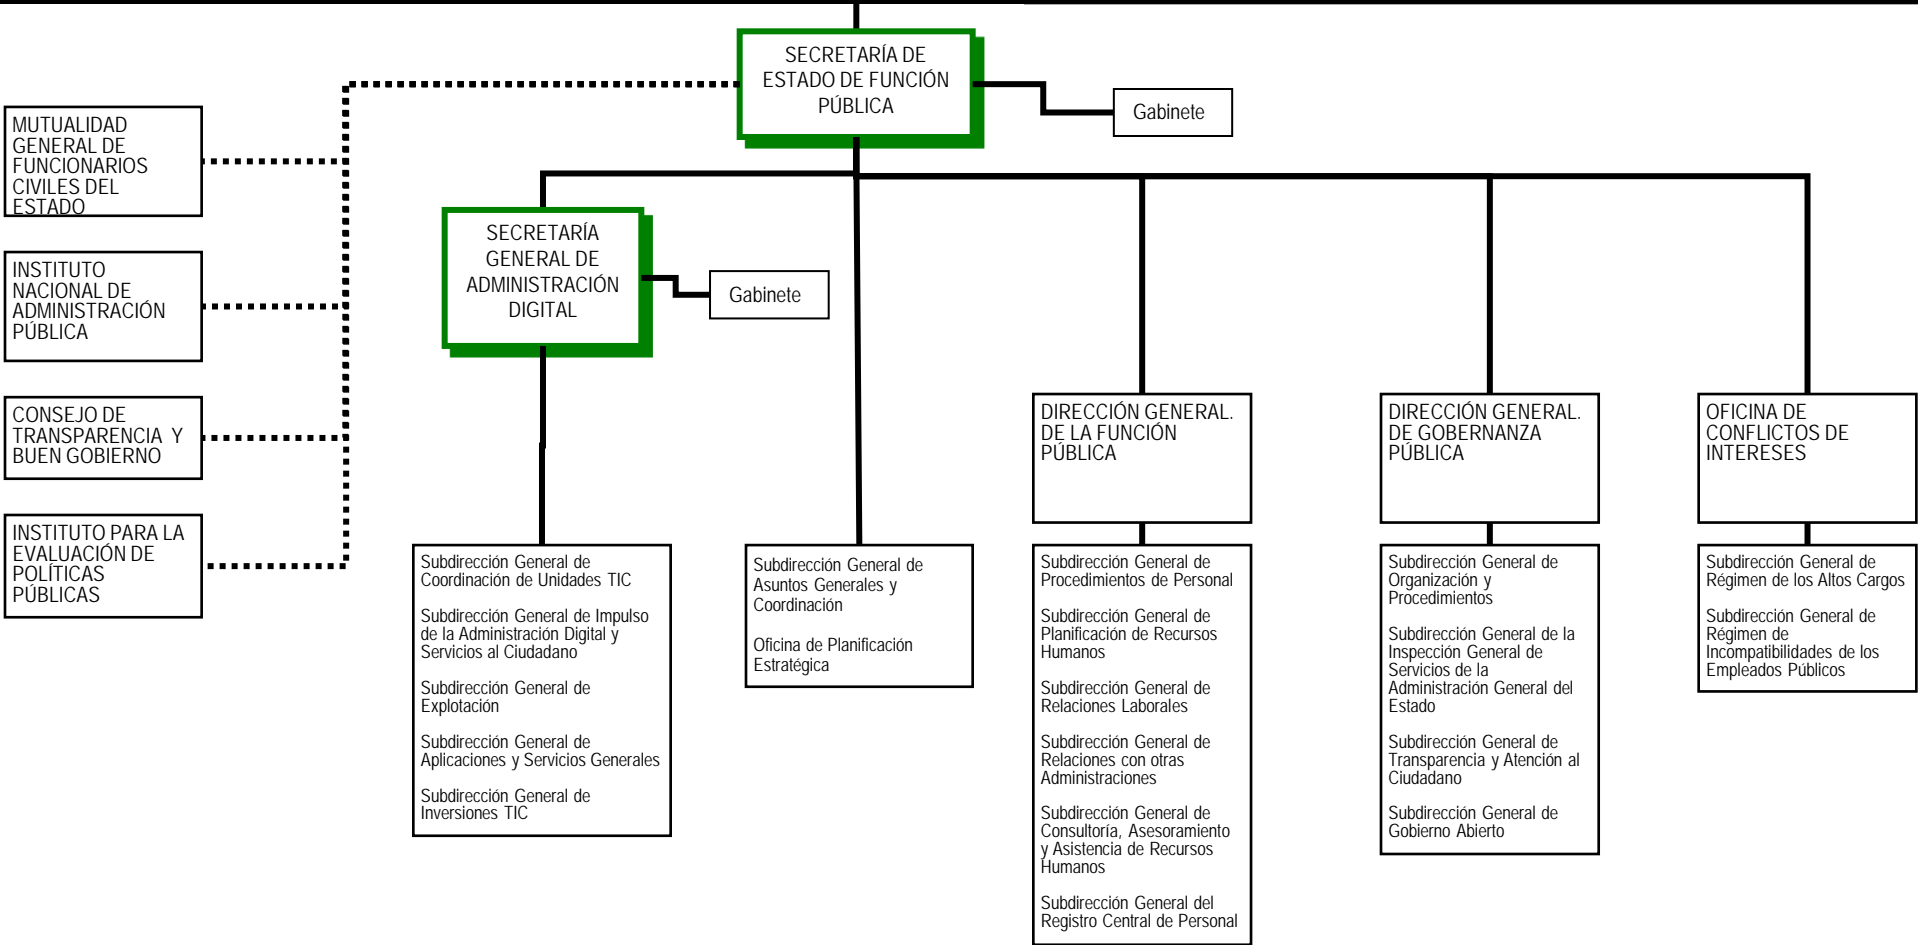 SECRETARÍA DE
ESTADO DE FUNCIÓN
PÚBLICA
Gabinete
MUTUALIDAD
GENERAL DE
FUNCIONARIOS
CIVILES DEL
ESTADO
INSTITUTO
NACIONAL DE
ADMINISTRACIÓN
PÚBLICA
CONSEJO DE
TRANSPARENCIA Y
BUEN GOBIERNO
INSTITUTO PARA LA
EVALUACIÓN DE
POLÍTICAS
PÚBLICAS
SECRETARÍA
GENERAL DE
ADMINISTRACIÓN
DIGITAL
Gabinete
DIRECCIÓN GENERAL.
DE LA FUNCIÓN
PÚBLICA
DIRECCIÓN GENERAL.
DE GOBERNANZA
PÚBLICA
OFICINA DE
CONFLICTOS DE
INTERESES
Subdirección General de
Coordinación de Unidades TIC
Subdirección General de Impulso
de la Administración Digital y
Servicios al Ciudadano
Subdirección General de
Explotación
Subdirección General de
Aplicaciones y Servicios Generales
Subdirección General de
Inversiones TIC
Subdirección General de
Asuntos Generales y
Coordinación
Oficina de Planificación
Estratégica
Subdirección General de
Procedimientos de Personal
Subdirección General de
Planificación de Recursos
Humanos
Subdirección General de
Relaciones Laborales
Subdirección General de
Relaciones con otras
Administraciones
Subdirección General de
Consultoría, Asesoramiento
y Asistencia de Recursos
Humanos
Subdirección General del
Registro Central de Personal
Subdirección General de
Organización y
Procedimientos
Subdirección General de la
Inspección General de
Servicios de la
Administración General del
Estado
Subdirección General de
Transparencia y Atención al
Ciudadano
Subdirección General de
Gobierno Abierto
Subdirección General de
Régimen de los Altos Cargos
Subdirección General de
Régimen de
Incompatibilidades de los
Empleados Públicos